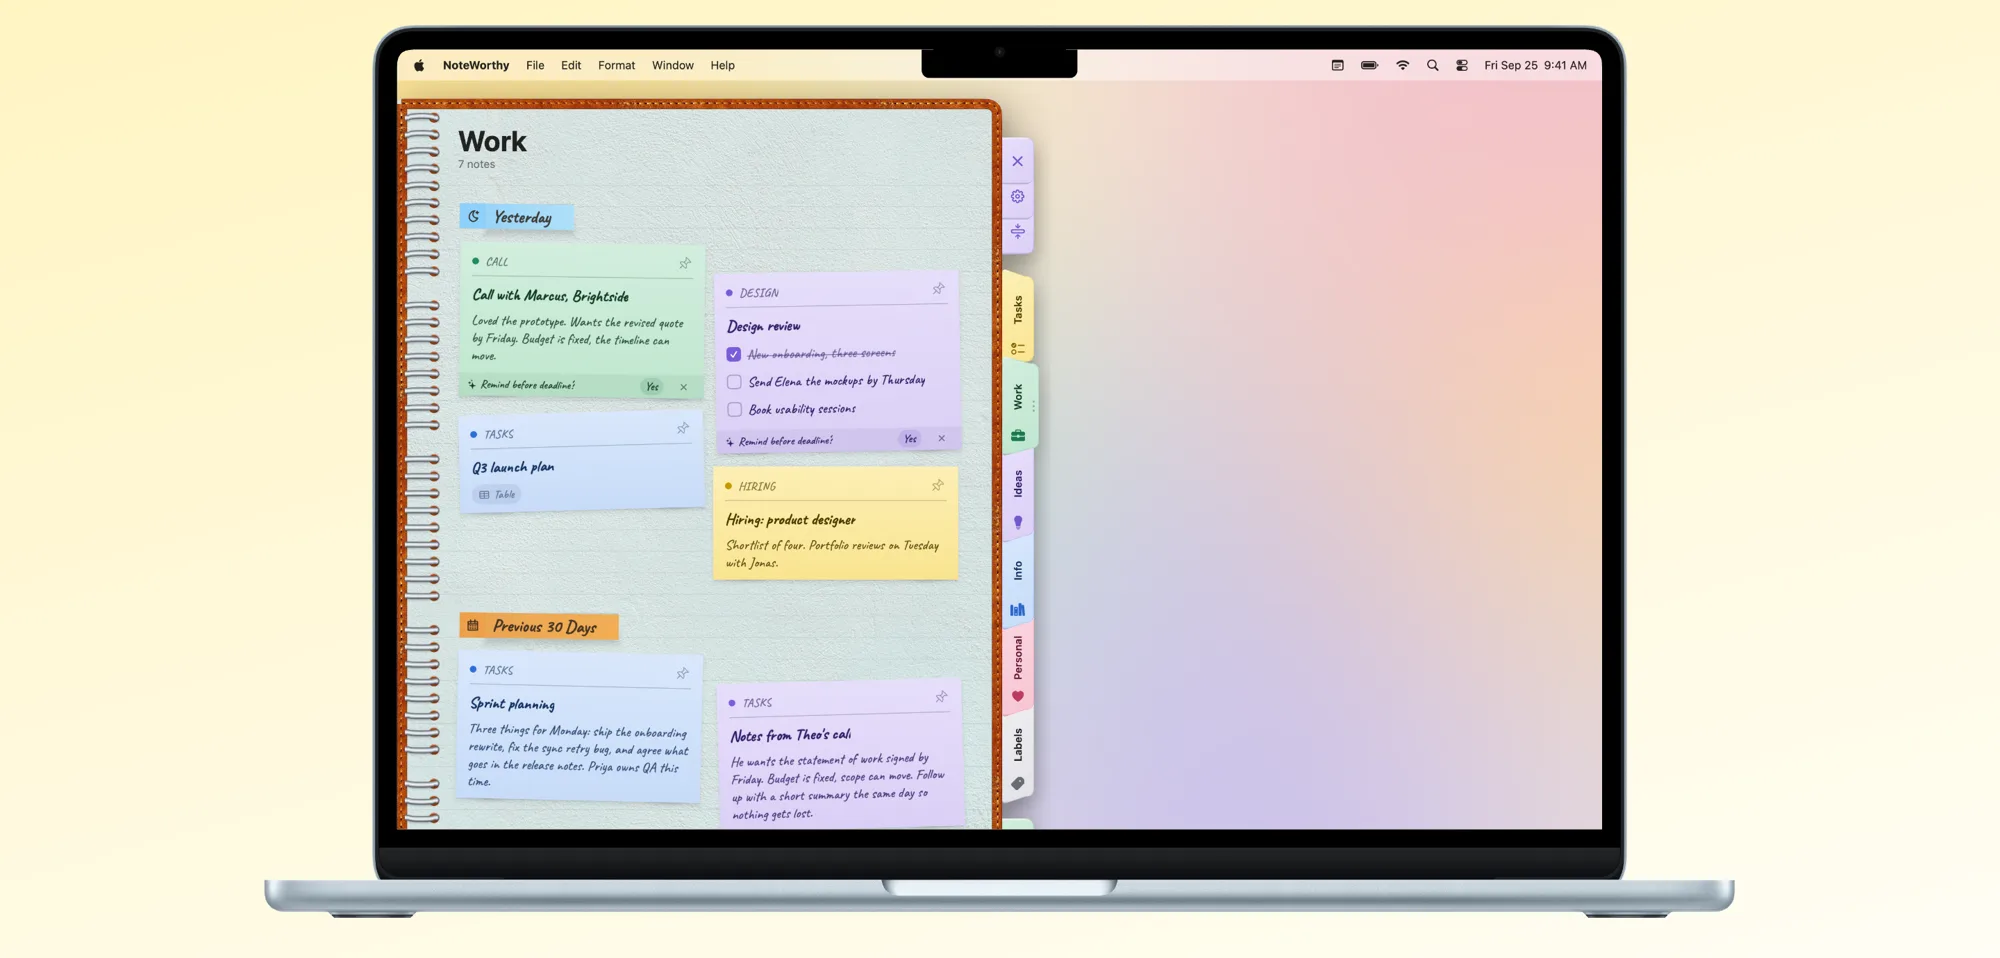 NoteWorthy File Edit Format Window Help
Fri Sep 25 9:41 AM
Work
7 notes
Yesterday
CALL
Call with Marcus, Brightside
Loved the prototype. Wants the revised quote
by Friday. Budget is fixed, the timeline can
move.
Remind before deadline? Yes
DESIGN
Design review
New onboarding, three screens
Send Elena the mockups by Thursday
Book usability sessions
Remind before deadline? Yes
TASKS
Q3 launch plan
Table
HIRING
Hiring: product designer
Shortlist of four. Portfolio reviews on Tuesday
with Jonas.
Previous 30 Days
TASKS
Sprint planning
Three things for Monday: ship the onboarding
rewrite, fix the sync retry bug, and agree what
goes in the release notes. Priya owns QA this
time.
TASKS
Notes from Theo's call
He wants the statement of work signed by
Friday. Budget is fixed, scope can move. Follow
up with a short summary the same day so
nothing gets lost.
Tasks
Work
Ideas
Info
Personal
Labels